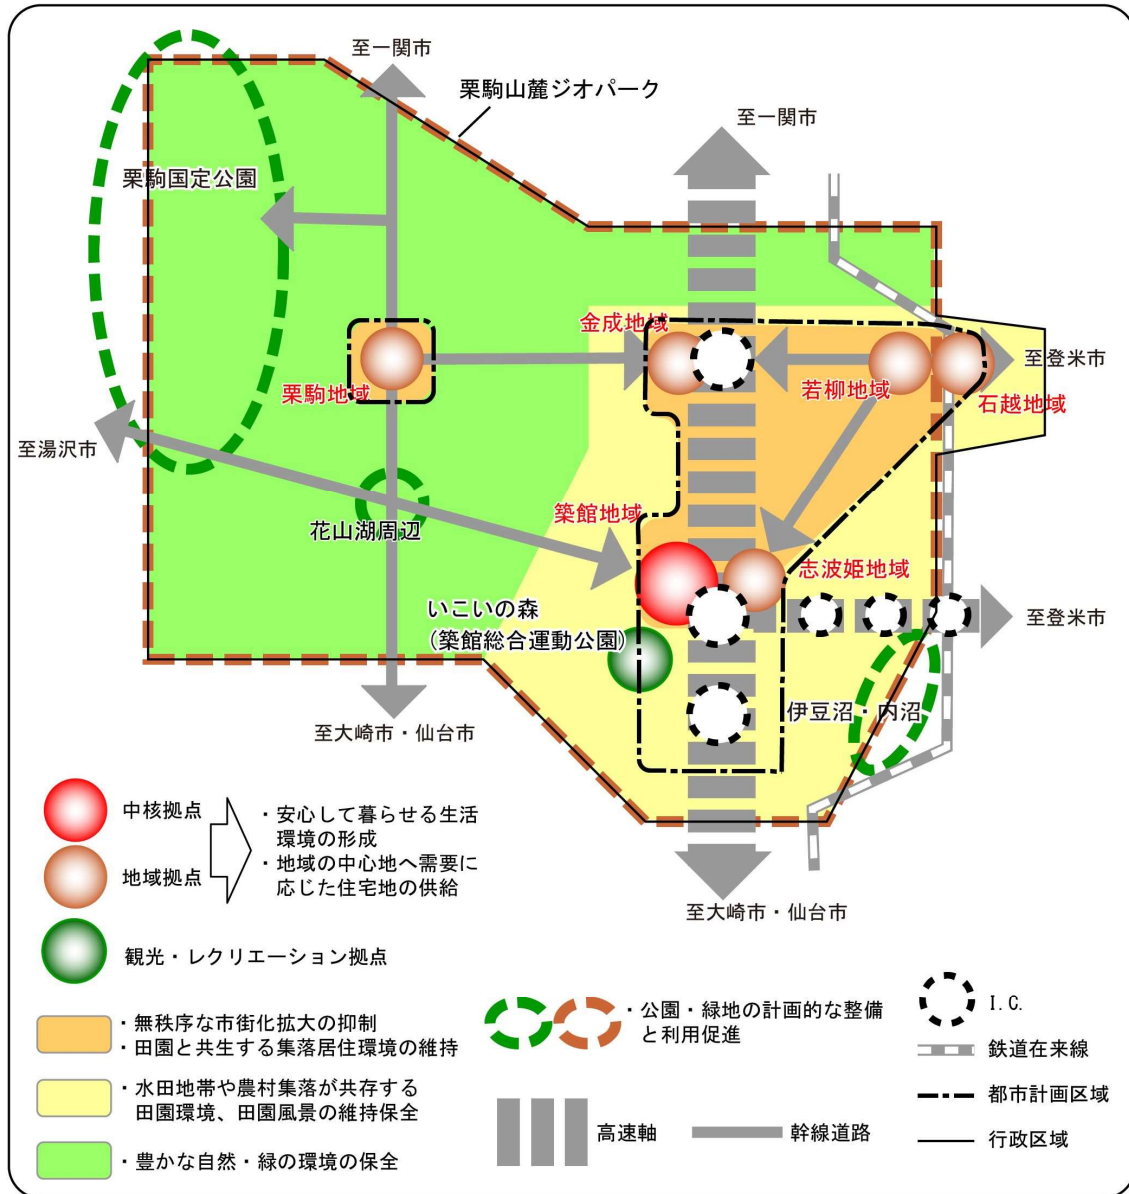 至一関市
栗駒山麓ジオパーク
至一関市
栗駒国定公園
金成地域
栗駒地域
若柳地域
至登米市
石越地域
至湯沢市
築館地域
花山湖周辺
志波姫地域
いこいの森
(築館総合運動公園)
至登米市
伊豆沼・内沼
至大崎市・仙台市
至大崎市・仙台市
中核拠点
地域拠点
・安心して暮らせる生活
環境の形成
・地域の中心地へ需要に
応じた住宅地の供給
観光・レクリエーション拠点
・無秩序な市街化拡大の抑制
・田園と共生する集落居住環境の維持
・水田地帯や農村集落が共存する
田園環境、田園風景の維持保全
・豊かな自然・緑の環境の保全
・公園・緑地の計画的な整備
と利用促進
高速軸
幹線道路
I.C.
鉄道在来線
都市計画区域
行政区域